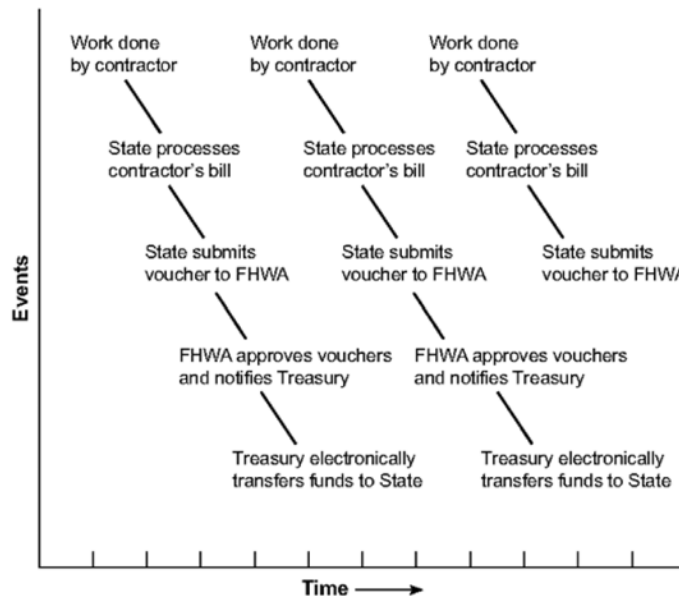 Work done
by contractor
Work done
by contractor
Work done
by contractor
State processes
contractor's bill
State processes
contractor's bill
State processes
contractor's bill
State submits
voucher to FHWA
State submits
voucher to FHWA
State submits
voucher to FHWA
FHWA approves vouchers
and notifies Treasury
FHWA approves vouchers
and notifies Treasury
Treasury electronically
transfers funds to State
Treasury electronically
transfers funds to State
Events
Time